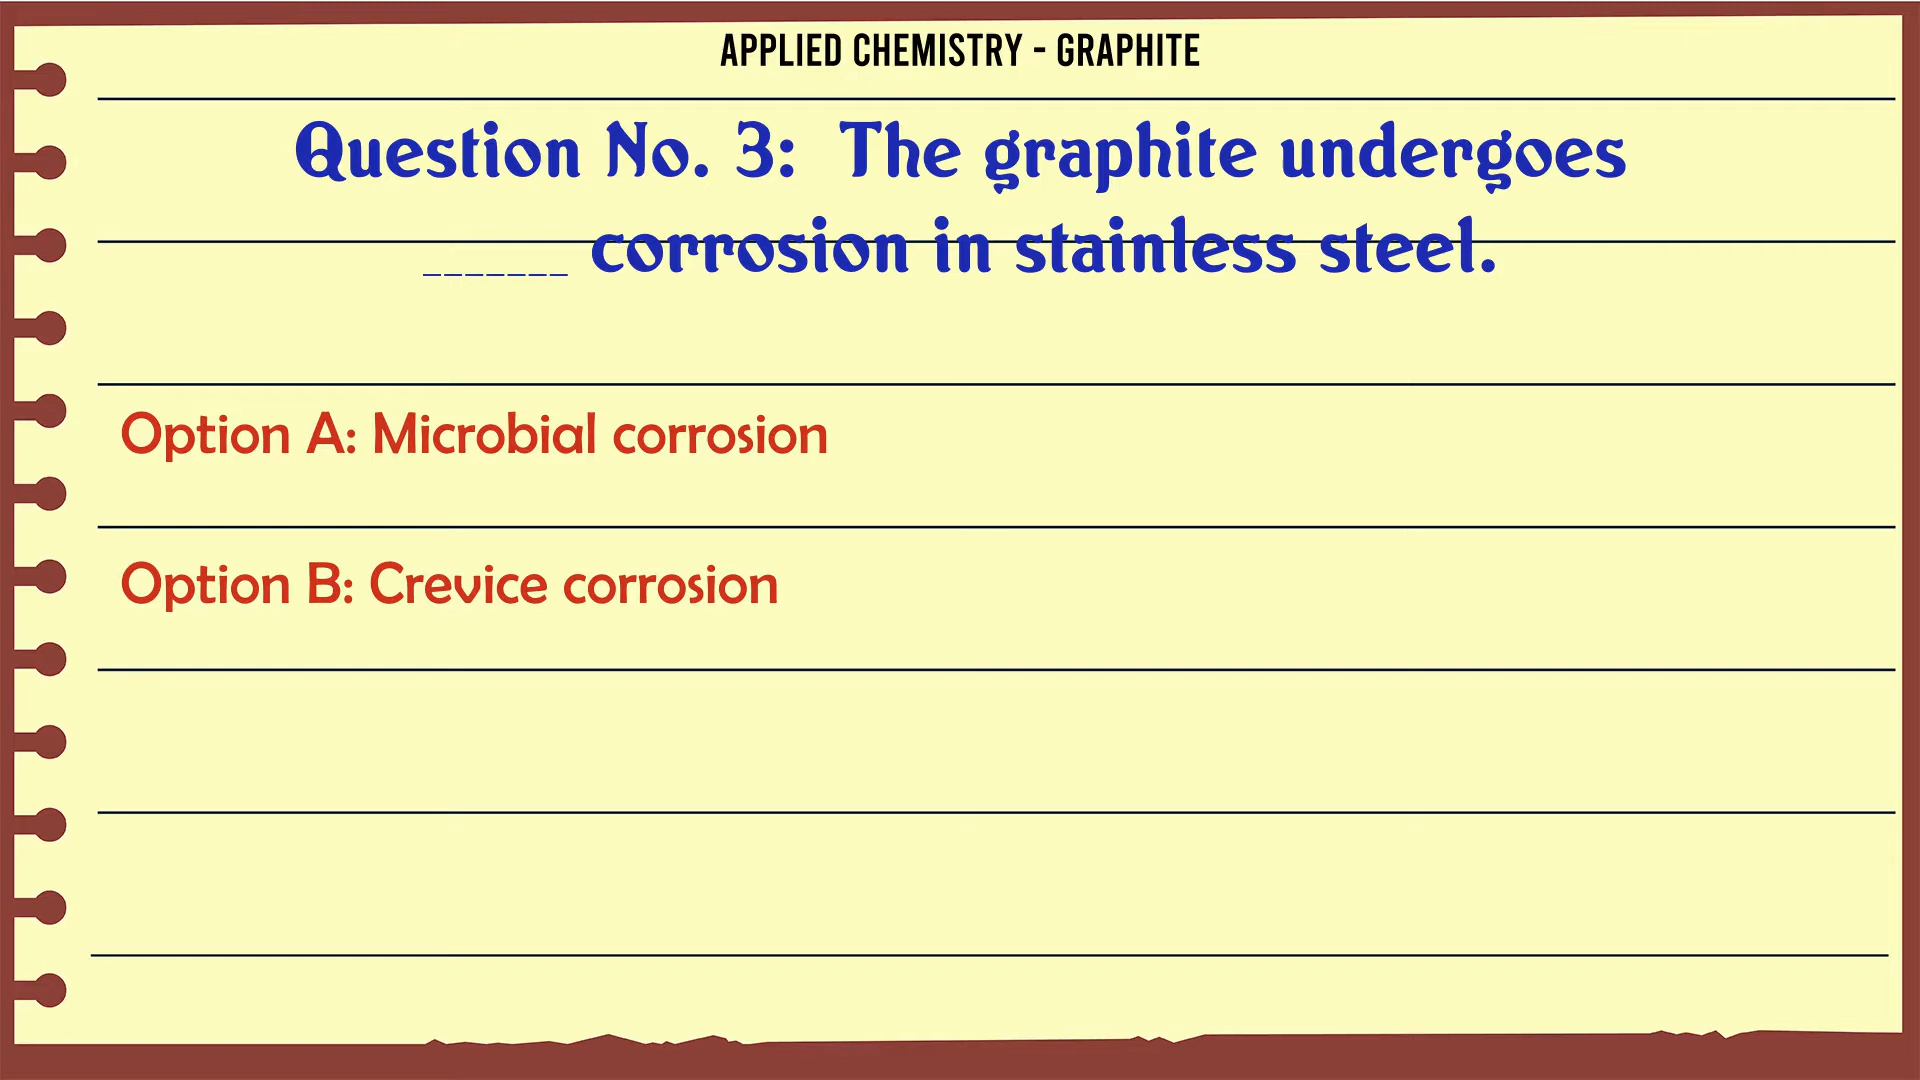 APPLIED CHEMISTRY - GRAPHITE
Question No. 3: The graphite undergoes
_______ corrosion in stainless steel.
Option A: Microbial corrosion
Option B: Crevice corrosion